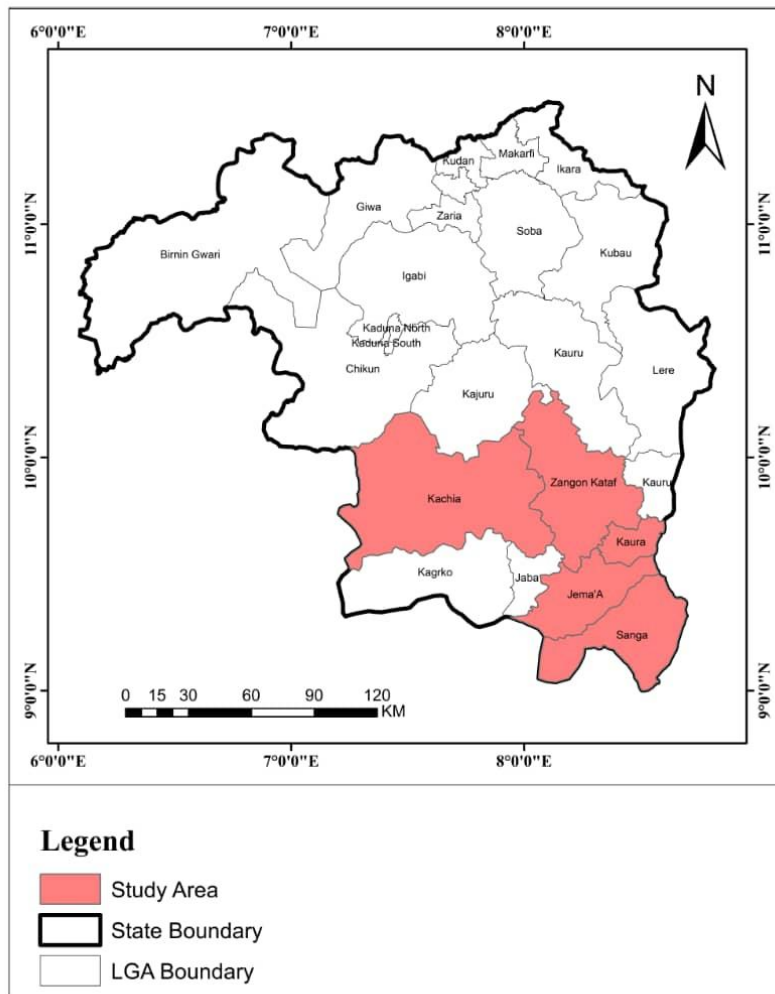 6°0'0"E 7°0'0"E 8°0'0"E
N
11°0'0"N
11°0'0"N
10°0'0"N
10°0'0"N
9°0'0"N
9°0'0"N
Kudan
Makarfi
Ikara
Giwa
Zaria
Soba
Birnin Gwari
Kubau
Igabi
Kaduna North
Kaduna South
Chikun
Kauru
Lere
Kajuru
Kachia
Zangon Kataf
Kauru
Kaura
Kagrko
Jaba
Jema'A
Sanga
0 15 30 60 90 120
KM
6°0'0"E 7°0'0"E 8°0'0"E
Legend
Study Area
State Boundary
LGA Boundary